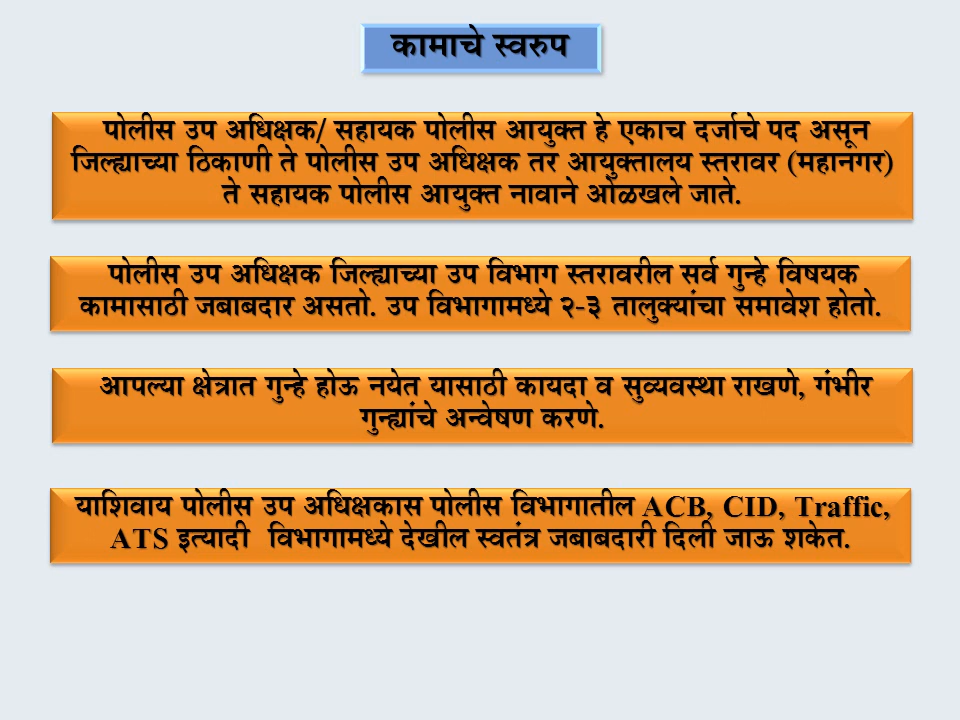 कामाचे स्वरुप
पोलीस उप अधिक्षक/ सहायक पोलीस आयुक्त हे एकाच दर्जाचे पद असून
जिल्ह्याच्या ठिकाणी ते पोलीस उप अधिक्षक तर आयुक्तालय स्तरावर (महानगर)
ते सहायक पोलीस आयुक्त नावाने ओळखले जाते.
पोलीस उप अधिक्षक जिल्ह्याच्या उप विभाग स्तरावरील सर्व गुन्हे विषयक
कामासाठी जबाबदार असतो. उप विभागामध्ये २-३ तालुक्यांचा समावेश होतो.
आपल्या क्षेत्रात गुन्हे होऊ नयेत यासाठी कायदा व सुव्यवस्था राखणे, गंभीर
गुन्ह्यांचे अन्वेषण करणे.
याशिवाय पोलीस उप अधिक्षकास पोलीस विभागातील ACB, CID, Traffic,
ATS इत्यादी विभागामध्ये देखील स्वतंत्र जबाबदारी दिली जाऊ शकेत.